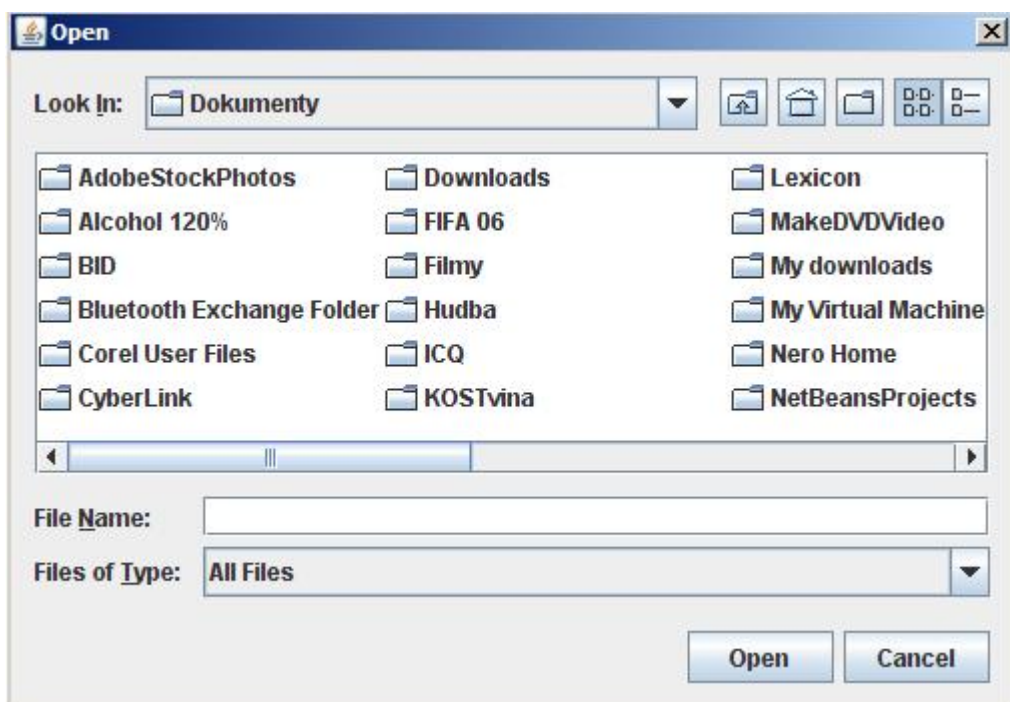 Open
Look In: Dokumenty
AdobeStockPhotos Downloads Lexicon
Alcohol 120% FIFA 06 MakeDVDVideo
BID Filmy My downloads
Bluetooth Exchange Folder Hudba My Virtual Machine
Corel User Files ICQ Nero Home
CyberLink KOSTvina NetBeansProjects
File Name:
Files of Type: All Files
Open Cancel